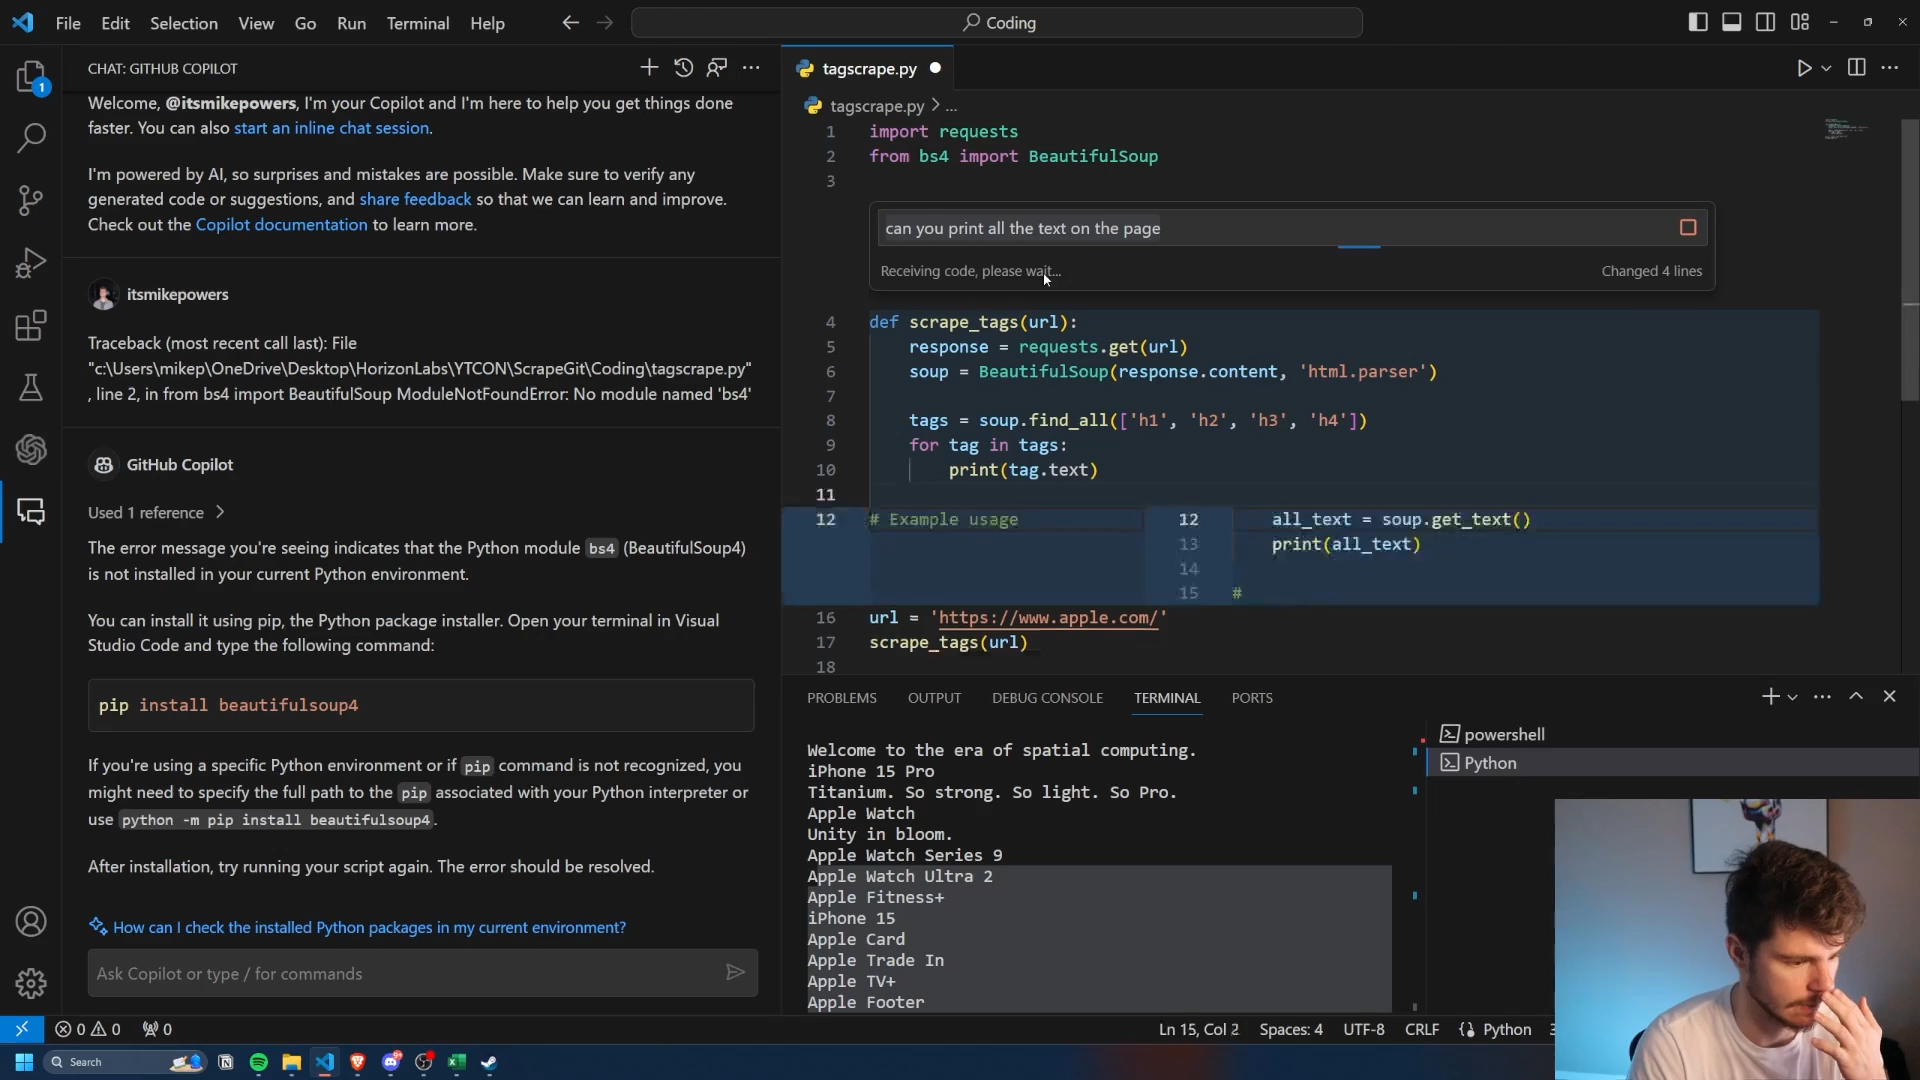 File Edit Selection View Go Run Terminal Help
Coding
CHAT: GITHUB COPILOT
1
Welcome, @itsmikepowers, I'm your Copilot and I'm here to help you get things done
faster. You can also start an inline chat session.
I'm powered by AI, so surprises and mistakes are possible. Make sure to verify any
generated code or suggestions, and share feedback so that we can learn and improve.
Check out the Copilot documentation to learn more.
itsmikepowers
Traceback (most recent call last): File
"c:\Users\mikep\OneDrive\Desktop\HorizonLabs\YTCON\ScrapeGit\Coding\tagscrape.py"
, line 2, in from bs4 import BeautifulSoup ModuleNotFoundError: No module named 'bs4'
GitHub Copilot
Used 1 reference
The error message you're seeing indicates that the Python module bs4 (BeautifulSoup4)
is not installed in your current Python environment.
You can install it using pip, the Python package installer. Open your terminal in Visual
Studio Code and type the following command:
pip install beautifulsoup4
If you're using a specific Python environment or if pip command is not recognized, you
might need to specify the full path to the pip associated with your Python interpreter or
use python -m pip install beautifulsoup4.
After installation, try running your script again. The error should be resolved.
How can I check the installed Python packages in my current environment?
Ask Copilot or type / for commands
tagscrape.py
tagscrape.py > ...
1 import requests
2 from bs4 import BeautifulSoup
3
can you print all the text on the page
Receiving code, please wait... Changed 4 lines
4 def scrape_tags(url):
5 response = requests.get(url)
6 soup = BeautifulSoup(response.content, 'html.parser')
7
8 tags = soup.find_all(['h1', 'h2', 'h3', 'h4'])
9 for tag in tags:
10 print(tag.text)
11
12 # Example usage 12 all_text = soup.get_text()
13 print(all_text)
14
15 #
16 url = 'https://www.apple.com/'
17 scrape_tags(url)
18
PROBLEMS OUTPUT DEBUG CONSOLE TERMINAL PORTS
Welcome to the era of spatial computing.
iPhone 15 Pro
Titanium. So strong. So light. So Pro.
Apple Watch
Unity in bloom.
Apple Watch Series 9
Apple Watch Ultra 2
Apple Fitness+
iPhone 15
Apple Card
Apple Trade In
Apple TV+
Apple Footer
powershell
Python
0 0 0
Ln 15, Col 2 Spaces: 4 UTF-8 CRLF Python
Search